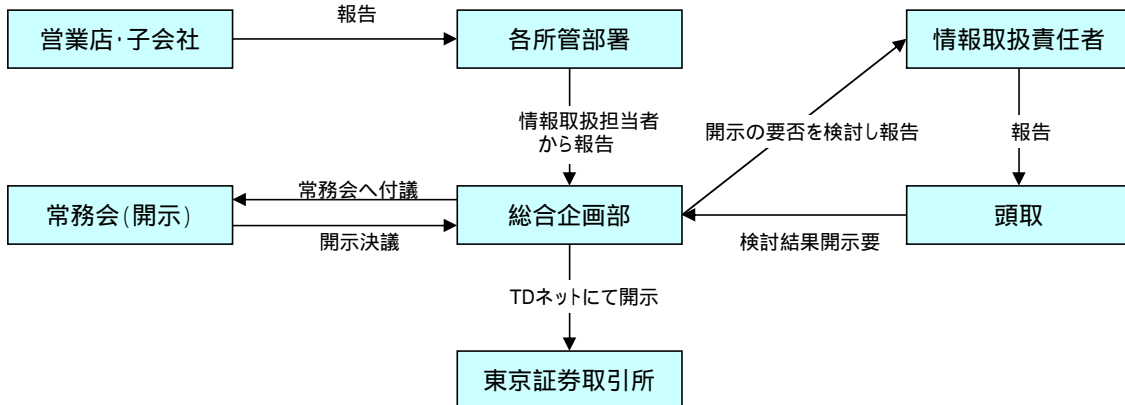 報告
営業店･子会社
各所管部署
情報取扱責任者
情報取扱担当者
から報告
開示の要否を検討し報告
報告
常務会へ付議
常務会(開示)
総合企画部
頭取
開示決議
検討結果開示要
TDネットにて開示
東京証券取引所